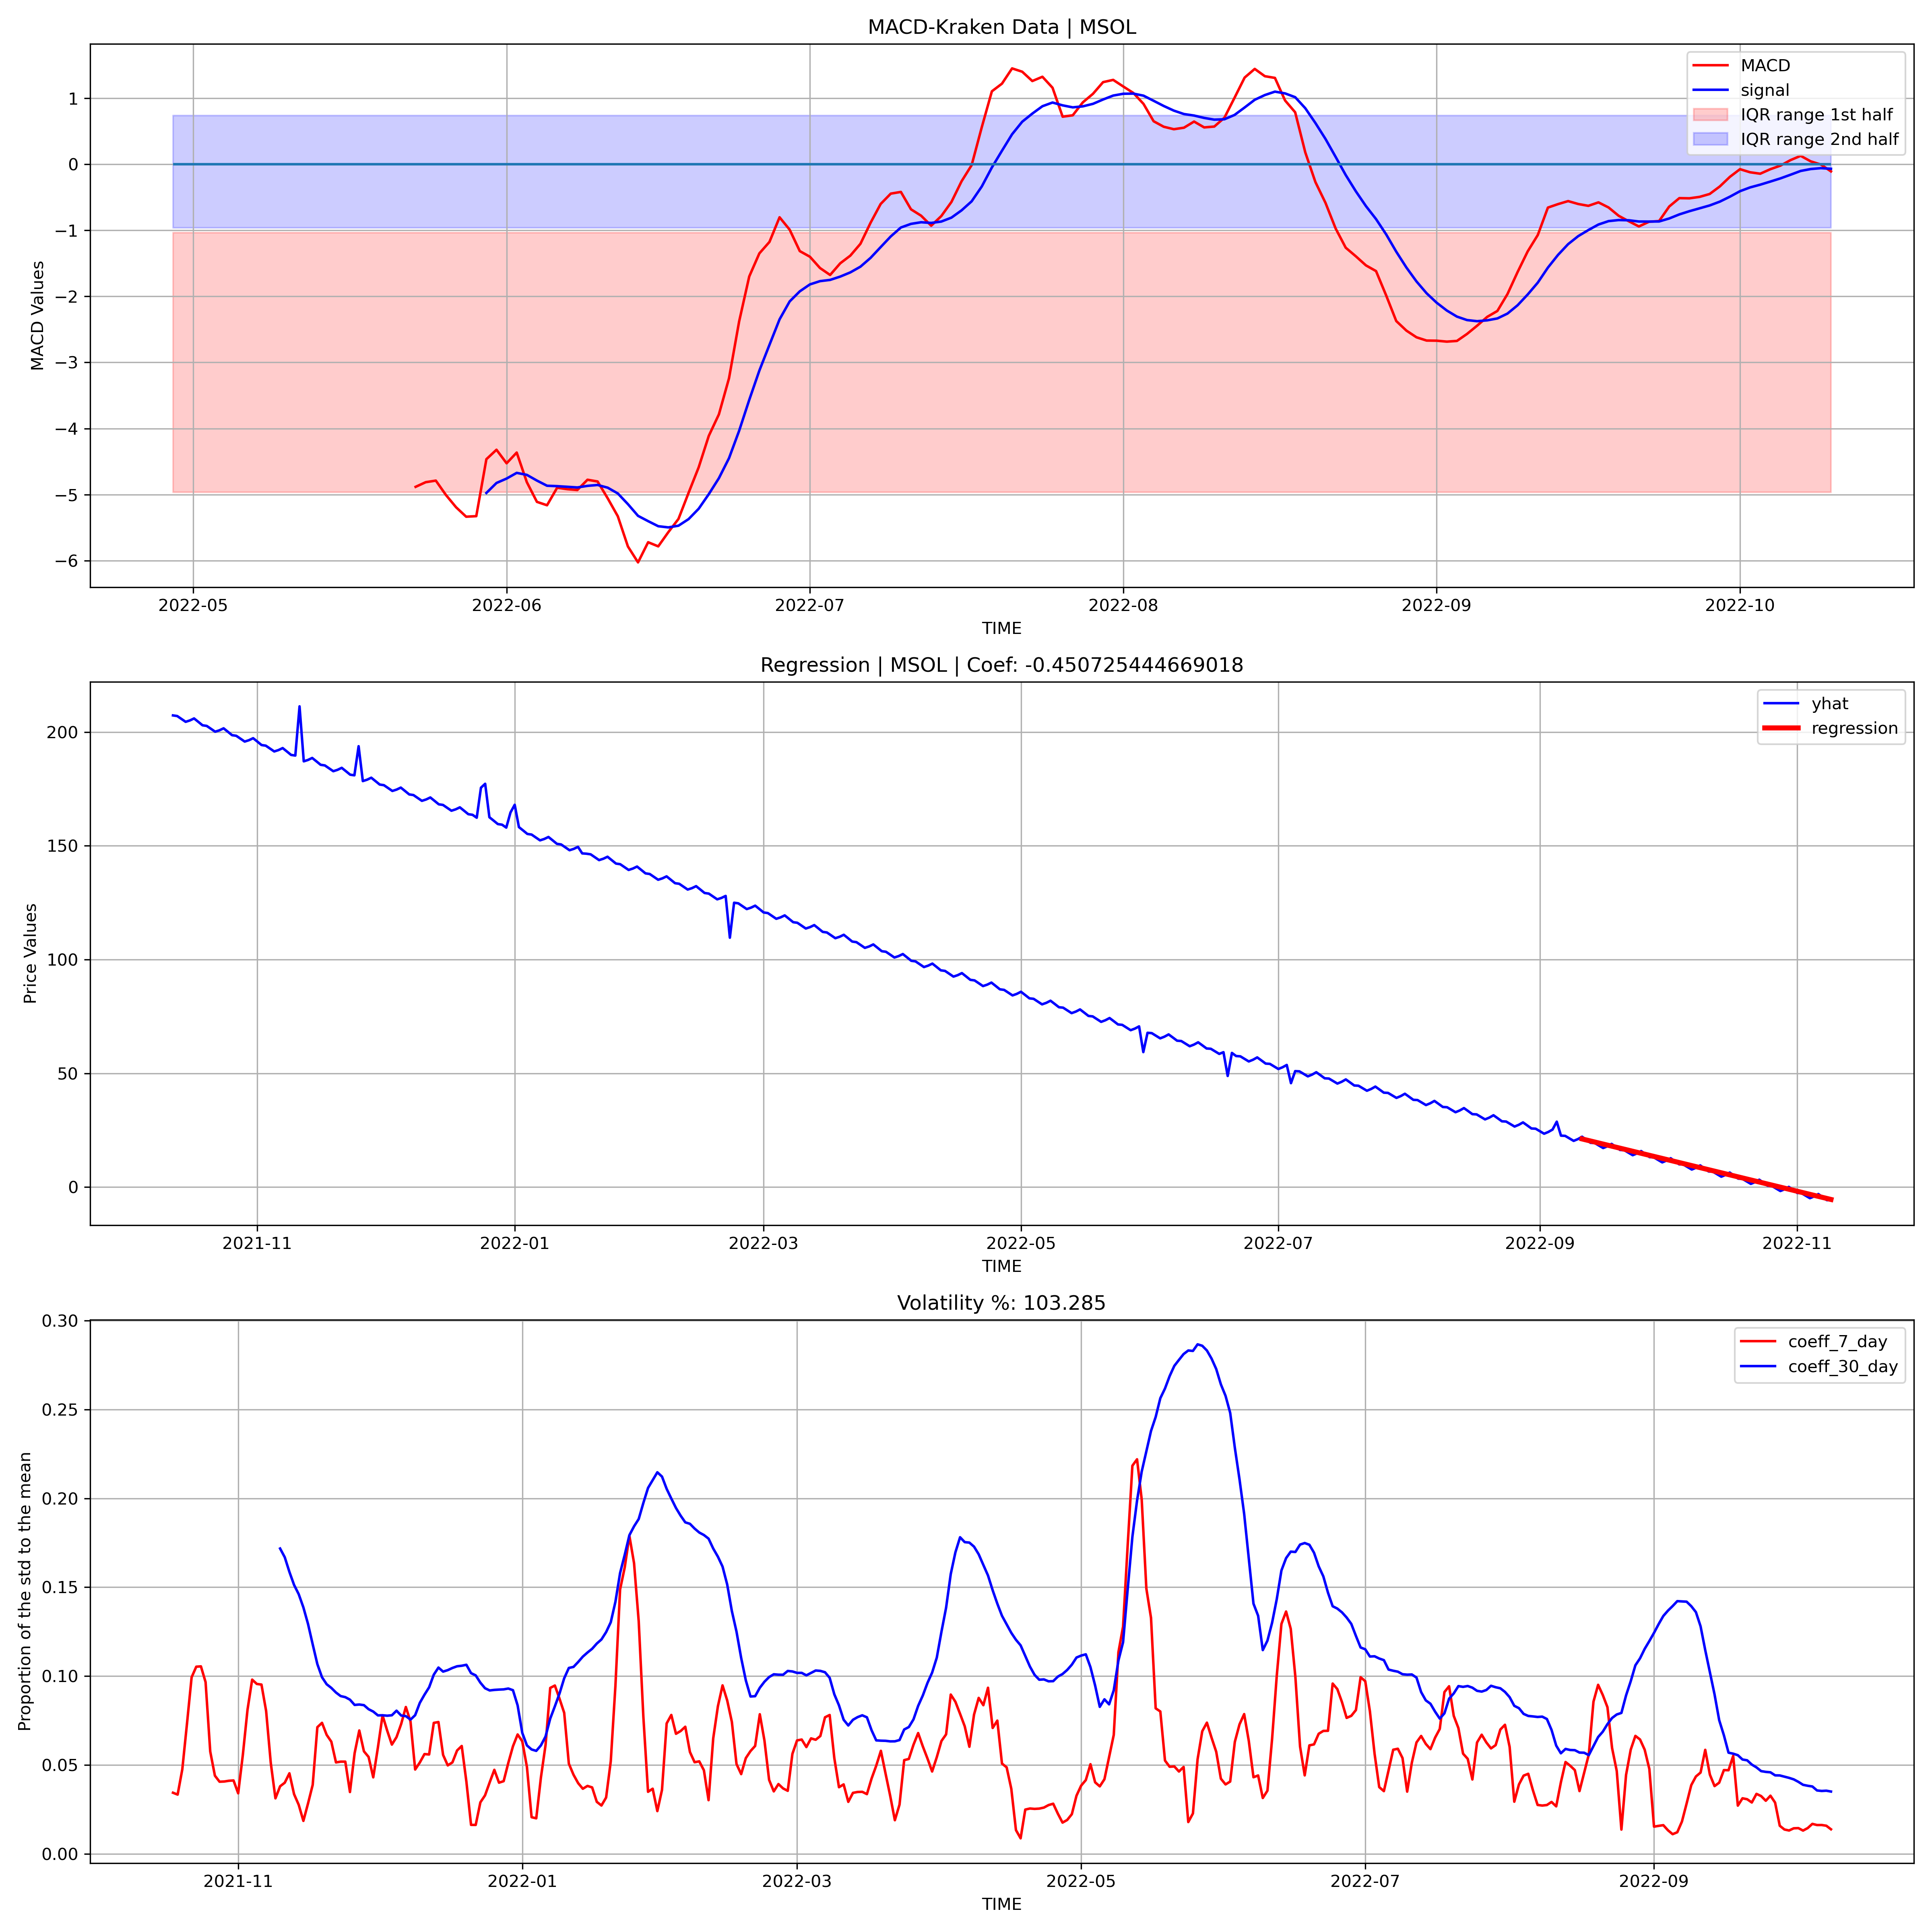 MACD-Kraken Data | MSOL
MACD
signal
IQR range 1st half
IQR range 2nd half
MACD Values
1
0
−1
−2
−3
−4
−5
−6
2022-05 2022-06 2022-07 2022-08 2022-09 2022-10
TIME
Regression | MSOL | Coef: -0.450725444669018
yhat
regression
Price Values
200
150
100
50
0
2021-11 2022-01 2022-03 2022-05 2022-07 2022-09 2022-11
TIME
Volatility %: 103.285
coeff_7_day
coeff_30_day
Proportion of the std to the mean
0.30
0.25
0.20
0.15
0.10
0.05
0.00
2021-11 2022-01 2022-03 2022-05 2022-07 2022-09
TIME